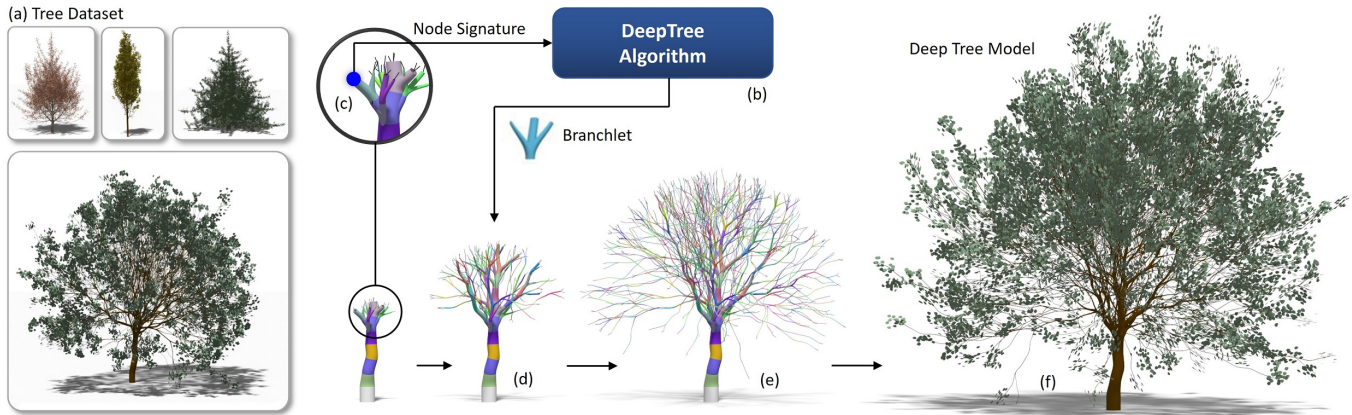 (a) Tree Dataset
Node Signature
DeepTree
Algorithm
(b)
(c)
Branchlet
Deep Tree Model
(d)
(e)
(f)